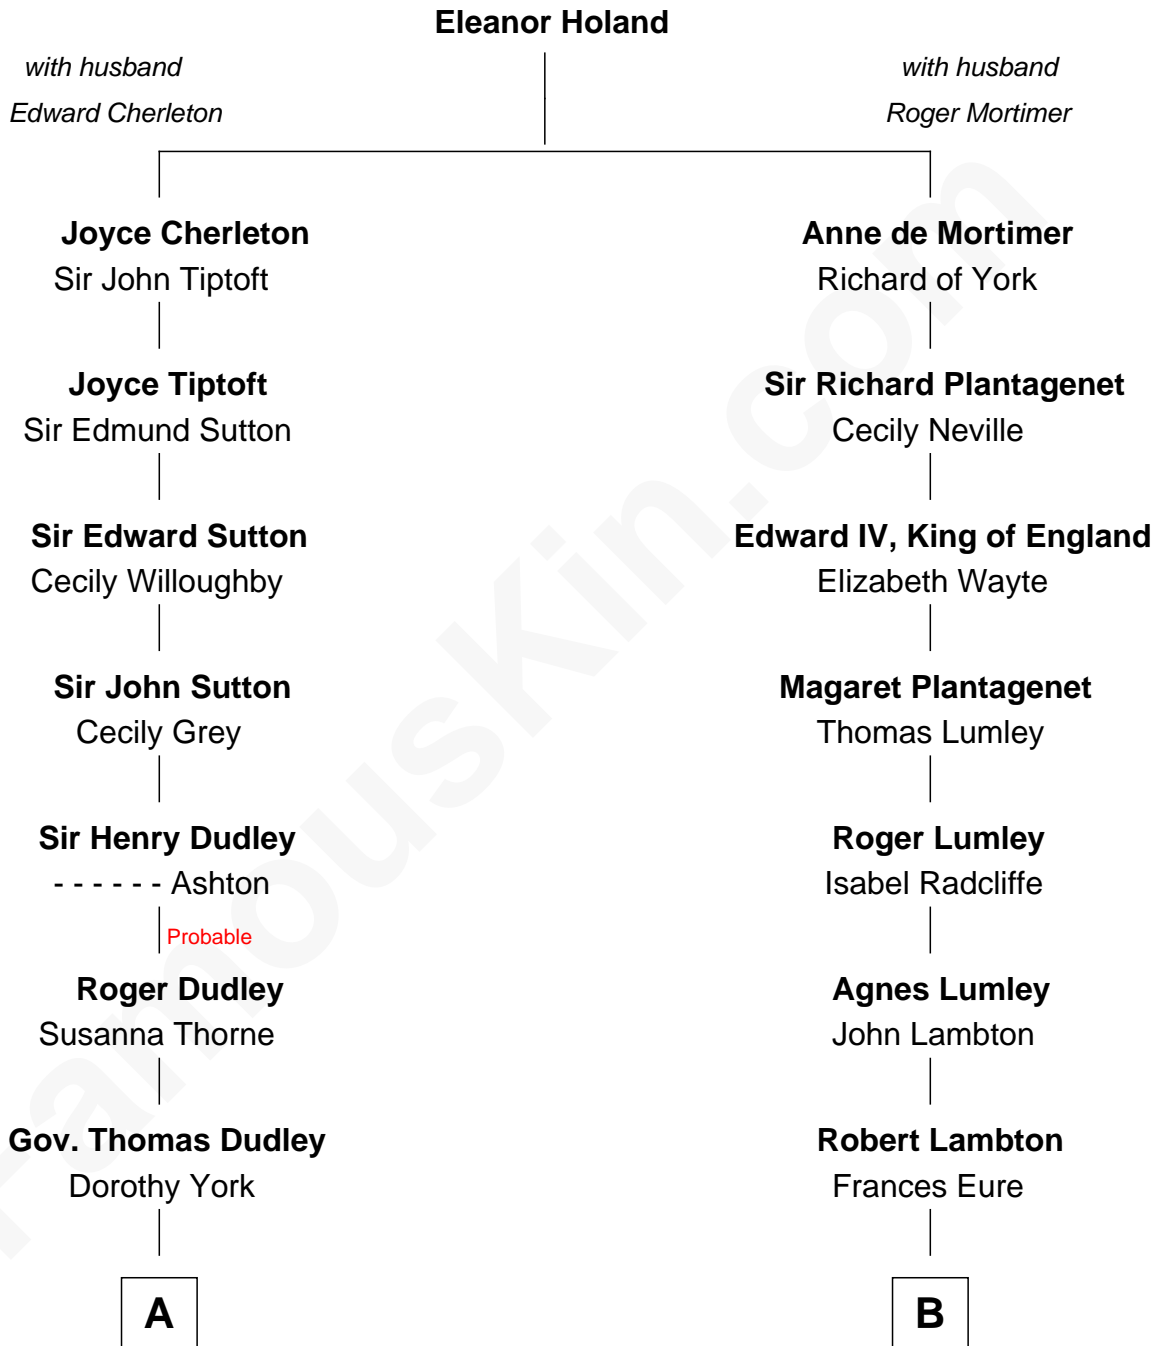 Eleanor Holand
with husband
Edward Cherleton
with husband
Roger Mortimer
Joyce Cherleton
Sir John Tiptoft
Anne de Mortimer
Richard of York
Joyce Tiptoft
Sir Edmund Sutton
Sir Richard Plantagenet
Cecily Neville
Sir Edward Sutton
Cecily Willoughby
Edward IV, King of England
Elizabeth Wayte
Sir John Sutton
Cecily Grey
Magaret Plantagenet
Thomas Lumley
Sir Henry Dudley
- - - - - - Ashton
Probable
Roger Lumley
Isabel Radcliffe
Roger Dudley
Susanna Thorne
Agnes Lumley
John Lambton
Gov. Thomas Dudley
Dorothy York
Robert Lambton
Frances Eure
A
B
FamousKin.com